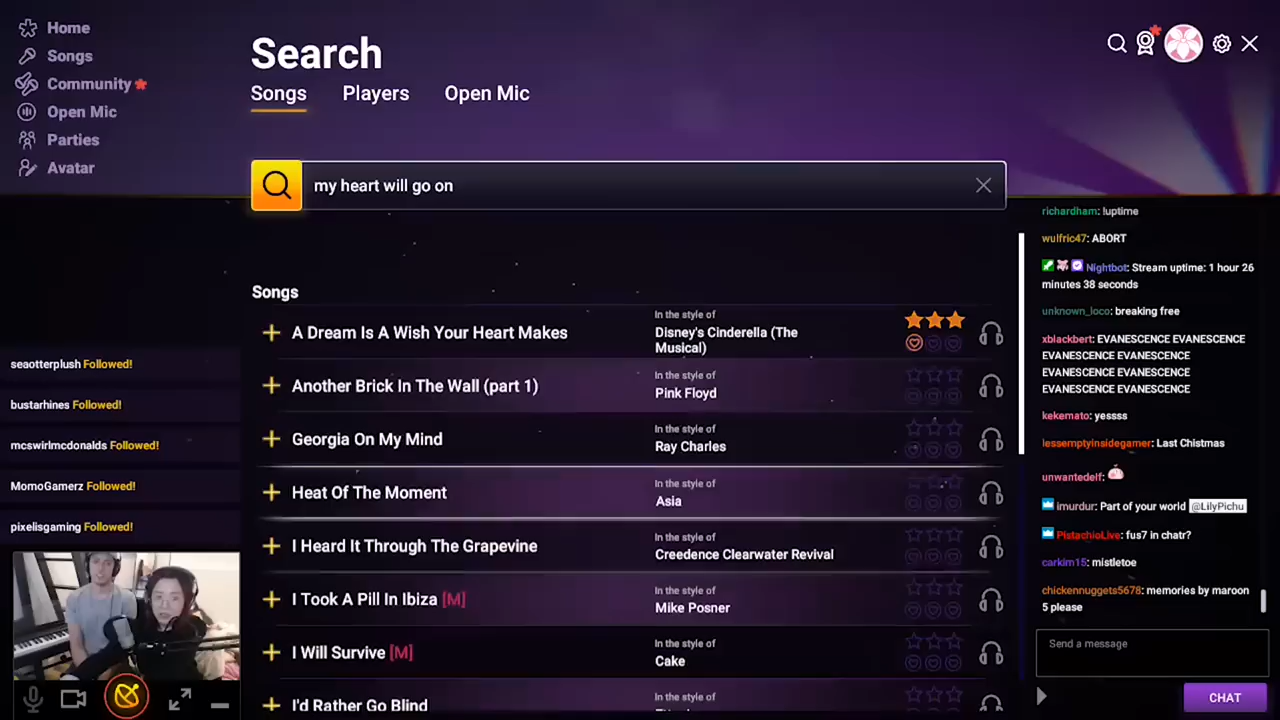 Home
Songs
Community
Open Mic
Parties
Avatar
Search
Songs Players Open Mic
my heart will go on
Songs
A Dream Is A Wish Your Heart Makes
In the style of
Disney's Cinderella (The
Musical)
Another Brick In The Wall (part 1)
In the style of
Pink Floyd
Georgia On My Mind
In the style of
Ray Charles
Heat Of The Moment
In the style of
Asia
I Heard It Through The Grapevine
In the style of
Creedence Clearwater Revival
I Took A Pill In Ibiza [M]
In the style of
Mike Posner
I Will Survive [M]
In the style of
Cake
I'd Rather Go Blind
In the style of
seaotterplush Followed!
bustarhines Followed!
mcswirlmcdonalds Followed!
MomoGamerz Followed!
pixelisgaming Followed!
richardham: !uptime
wulfric47: ABORT
Nightbot: Stream uptime: 1 hour 26
minutes 38 seconds
unknown_loco: breaking free
xblackbert: EVANESCENCE EVANESCENCE
EVANESCENCE EVANESCENCE
EVANESCENCE EVANESCENCE
EVANESCENCE EVANESCENCE
kekemato: yessss
lessemptyinsidegamer: Last Chistmas
unwantedelf:
imurdur: Part of your world @LilyPichu
PistachioLive: fus7 in chatr?
carkim15: mistletoe
chickennuggets5678: memories by maroon
5 please
Send a message
CHAT